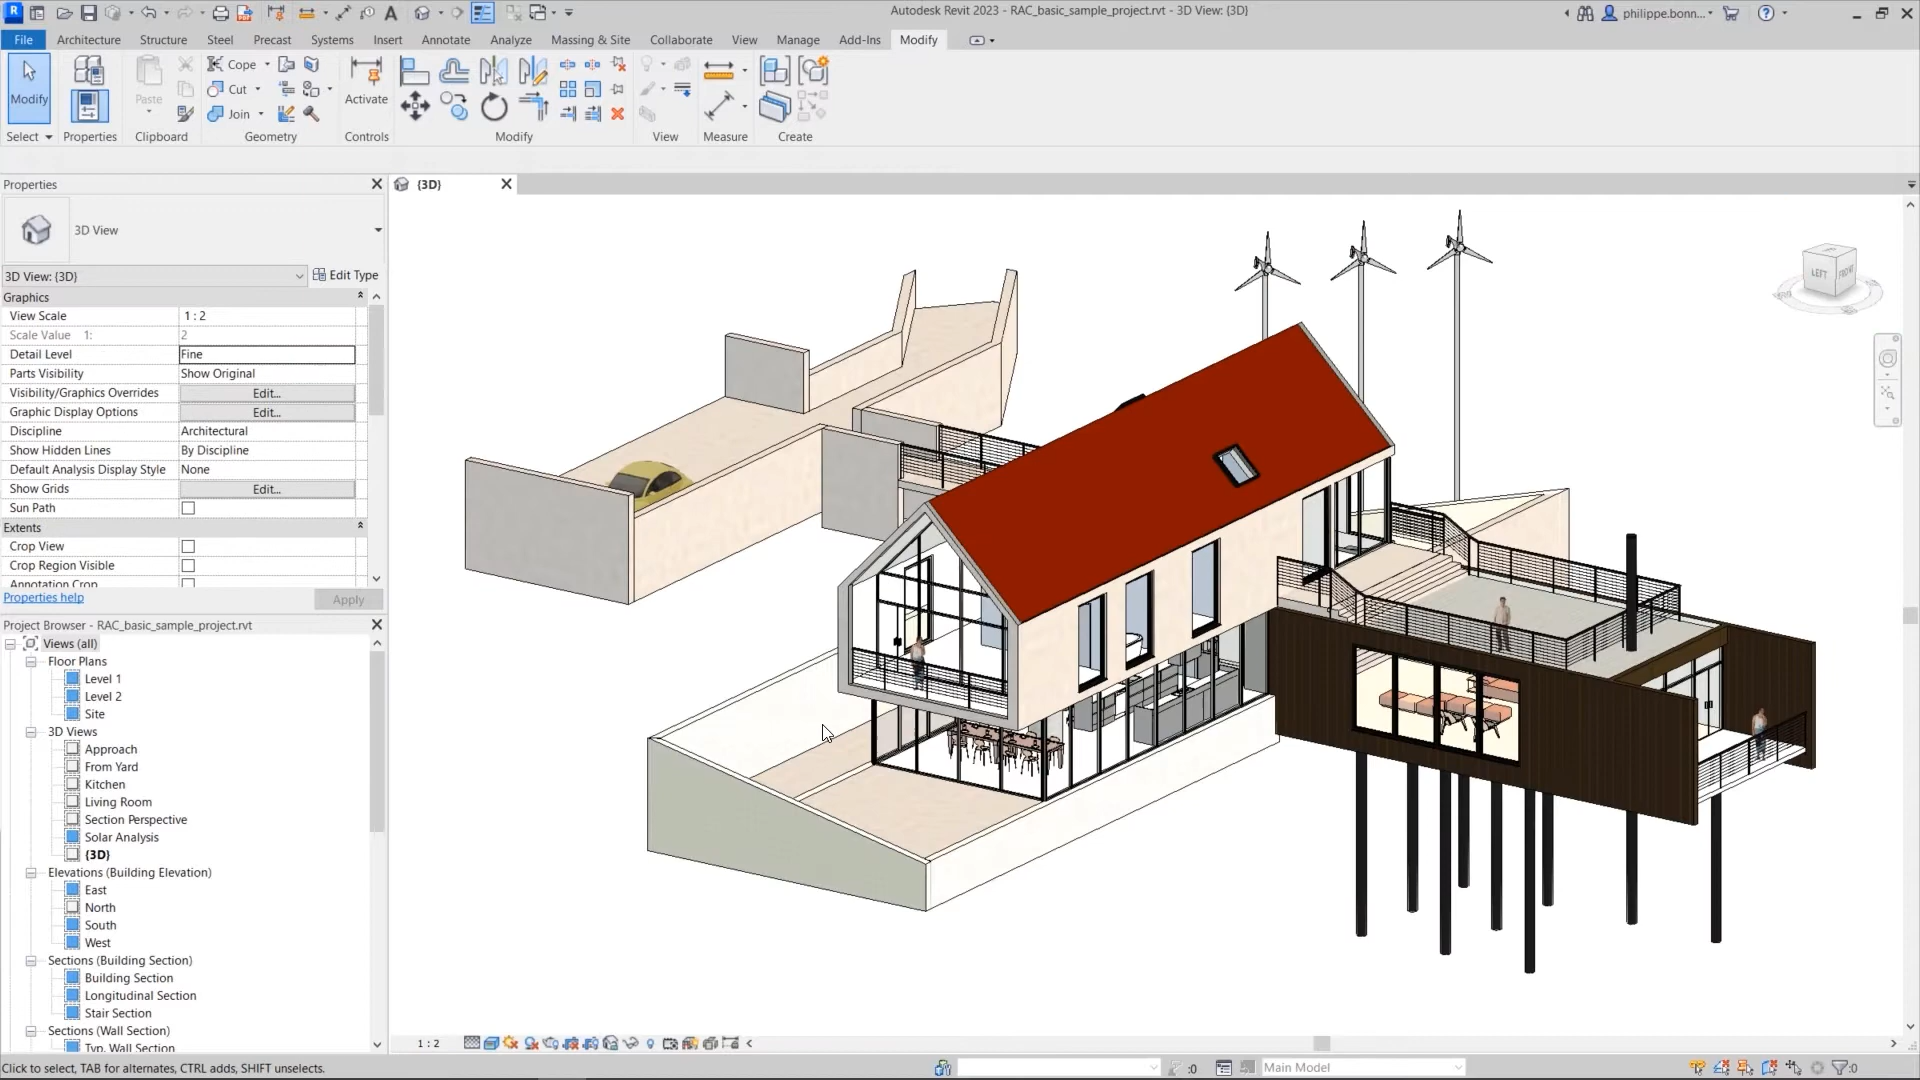 Autodesk Revit 2023 - RAC_basic_sample_project.rvt - 3D View: {3D}
philippe.bonn...
File Architecture Structure Steel Precast Systems Insert Annotate Analyze Massing & Site Collaborate View Manage Add-Ins Modify
Cope
Cut
Modify Paste Join Activate
Select Properties Clipboard Geometry Controls Modify View Measure Create
Properties
{3D}
3D View
3D View: {3D} Edit Type
Graphics
View Scale 1 : 2
Scale Value 1: 2
Detail Level Fine
Parts Visibility Show Original
Visibility/Graphics Overrides Edit...
Graphic Display Options Edit...
Discipline Architectural
Show Hidden Lines By Discipline
Default Analysis Display Style None
Show Grids Edit...
Sun Path
Extents
Crop View
Crop Region Visible
Annotation Crop
Properties help Apply
Project Browser - RAC_basic_sample_project.rvt
Views (all)
Floor Plans
Level 1
Level 2
Site
3D Views
Approach
From Yard
Kitchen
Living Room
Section Perspective
Solar Analysis
{3D}
Elevations (Building Elevation)
East
North
South
West
Sections (Building Section)
Building Section
Longitudinal Section
Stair Section
Sections (Wall Section)
Typ. Wall Section
LEFT FRONT
1 : 2
Click to select, TAB for alternates, CTRL adds, SHIFT unselects.
:0
Main Model
:0